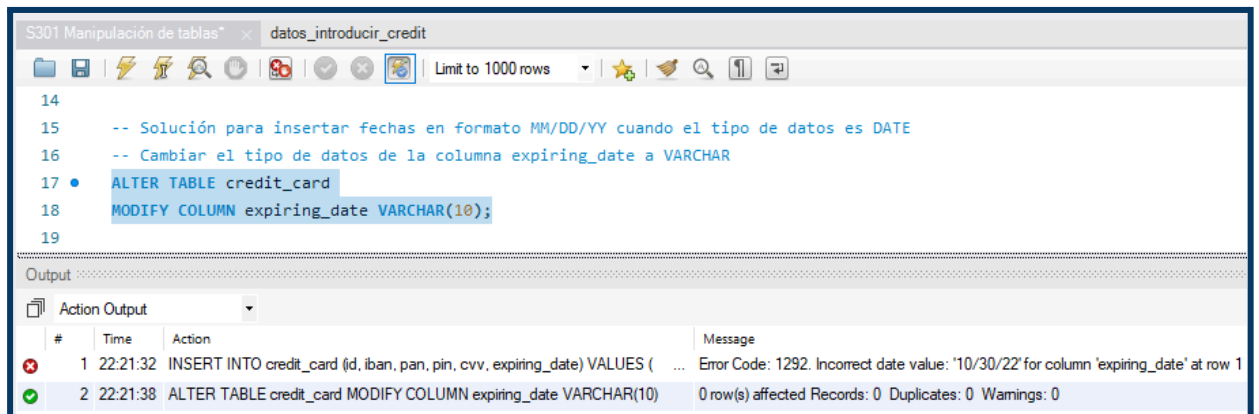 S301 Manipulación de tablas* × datos_introducir_credit
Limit to 1000 rows
14
15 -- Solución para insertar fechas en formato MM/DD/YY cuando el tipo de datos es DATE
16 -- Cambiar el tipo de datos de la columna expiring_date a VARCHAR
17 ALTER TABLE credit_card
18 MODIFY COLUMN expiring_date VARCHAR(10);
19
Output
Action Output
# Time Action Message
1 22:21:32 INSERT INTO credit_card (id, iban, pan, pin, cvv, expiring_date) VALUES ( ... Error Code: 1292. Incorrect date value: '10/30/22' for column 'expiring_date' at row 1
2 22:21:38 ALTER TABLE credit_card MODIFY COLUMN expiring_date VARCHAR(10) 0 row(s) affected Records: 0 Duplicates: 0 Warnings: 0